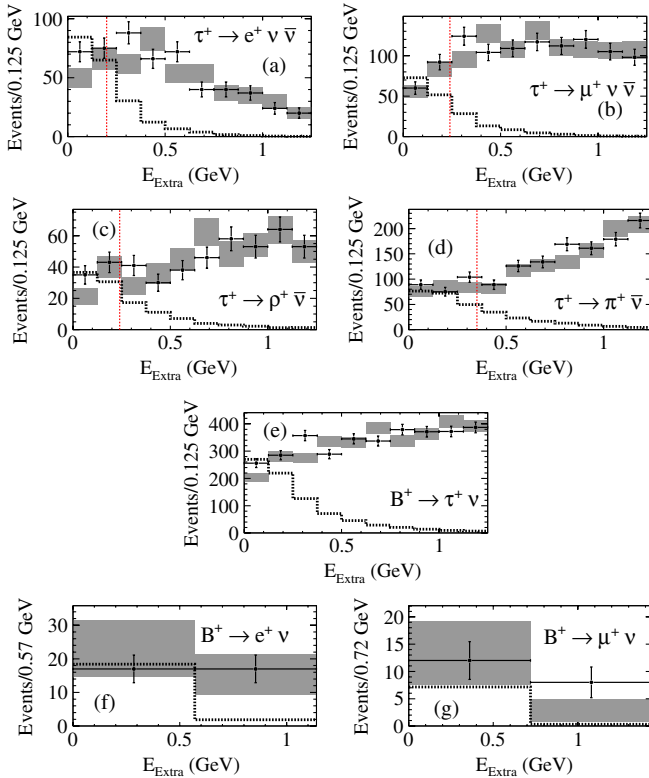 Events/0.125 GeV
100
50
0
τ⁺ → e⁺ ν ν̄
(a)
0 0.5 1
E_Extra (GeV)
Events/0.125 GeV
100
50
0
τ⁺ → μ⁺ ν ν̄
(b)
0 0.5 1
E_Extra (GeV)
Events/0.125 GeV
60
40
20
0
(c)
τ⁺ → ρ⁺ ν̄
0 0.5 1
E_Extra (GeV)
Events/0.125 GeV
200
150
100
50
0
(d)
τ⁺ → π⁺ ν̄
0 0.5 1
E_Extra (GeV)
Events/0.125 GeV
400
300
200
100
0
(e)
B⁺ → τ⁺ ν
0 0.5 1
E_Extra (GeV)
Events/0.57 GeV
30
20
10
0
B⁺ → e⁺ ν
(f)
0 0.5 1
E_Extra (GeV)
Events/0.72 GeV
20
15
10
5
0
B⁺ → μ⁺ ν
(g)
0 0.5 1
E_Extra (GeV)